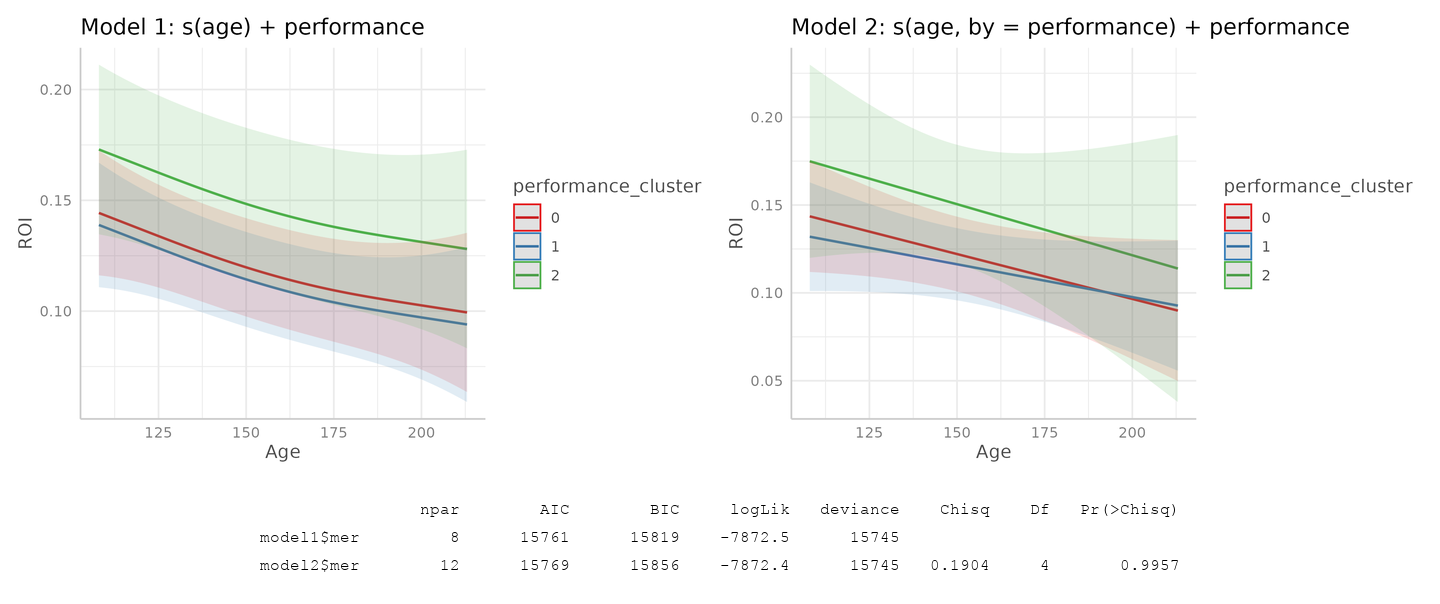 Model 1: s(age) + performance
0.20
0.15
0.10
ROI
125 150 175 200
Age
performance_cluster
0
1
2
Model 2: s(age, by = performance) + performance
0.20
0.15
0.10
0.05
ROI
125 150 175 200
Age
performance_cluster
0
1
2
npar AIC BIC logLik deviance Chisq Df Pr(>Chisq)
model1$mer 8 15761 15819 -7872.5 15745
model2$mer 12 15769 15856 -7872.4 15745 0.1904 4 0.9957